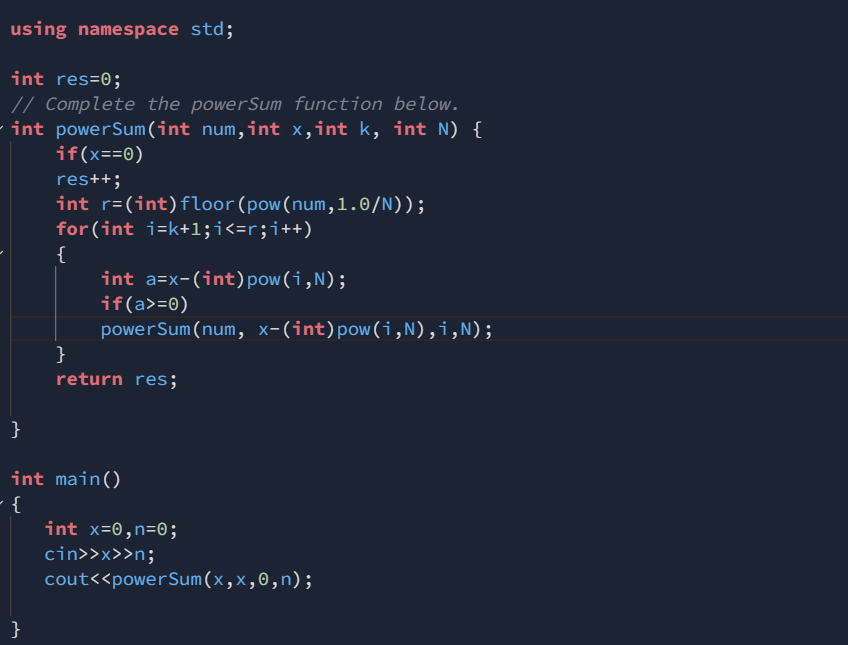 using namespace std;
int res=0;
// Complete the powerSum function below.
int powerSum(int num,int x,int k, int N) {
if(x==0)
res++;
int r=(int)floor(pow(num,1.0/N));
for(int i=k+1;i<=r;i++)
{
int a=x-(int)pow(i,N);
if(a>=0)
powerSum(num, x-(int)pow(i,N),i,N);
}
return res;
}
int main()
{
int x=0,n=0;
cin>>x>>n;
cout<<powerSum(x,x,0,n);
}